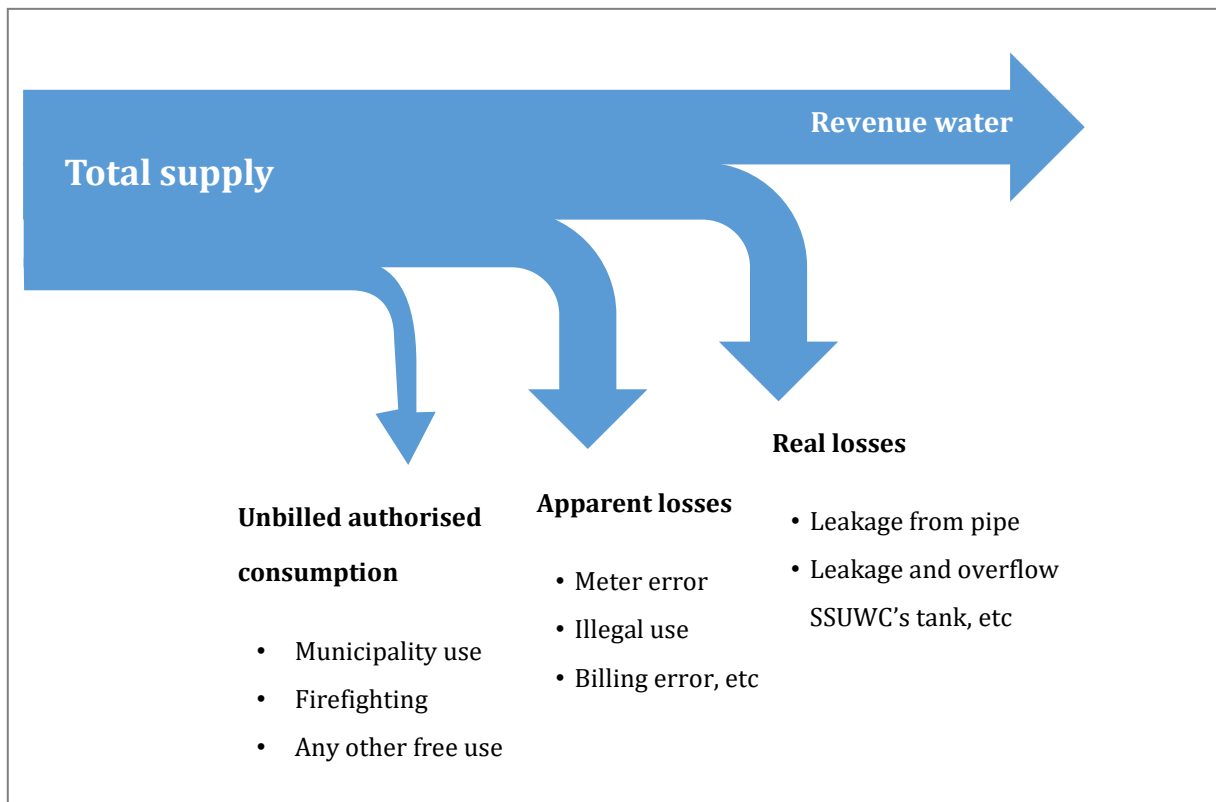 Revenue water
Total supply
Real losses
• Leakage from pipe
• Leakage and overflow
SSUWC’s tank, etc
Apparent losses
• Meter error
• Illegal use
• Billing error, etc
Unbilled authorised
consumption
• Municipality use
• Firefighting
• Any other free use